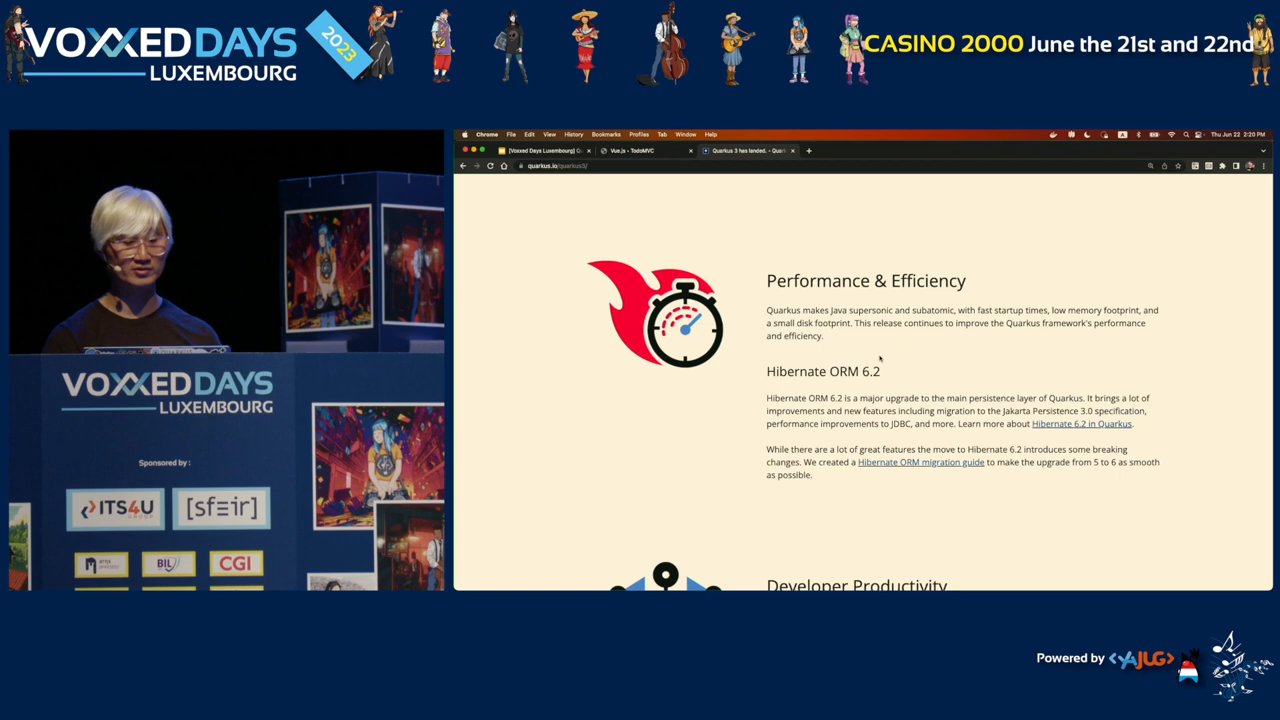 VOXXEDDAYS
LUXEMBOURG
2023
CASINO 2000 June the 21st and 22nd
VOXXEDDAYS
LUXEMBOURG
Sponsored by :
ITS4U
GROUP
[sfeir]
BIL
CGI
Chrome File Edit View History Bookmarks Profiles Tab Window Help
A
Thu Jun 22 2:20 PM
[Voxxed Days Luxembourg] Q
Vue.js - TodoMVC
Quarkus 3 has landed. - Quar
quarkus.io/quarkus3/
Performance & Efficiency
Quarkus makes Java supersonic and subatomic, with fast startup times, low memory footprint, and
a small disk footprint. This release continues to improve the Quarkus framework's performance
and efficiency.
Hibernate ORM 6.2
Hibernate ORM 6.2 is a major upgrade to the main persistence layer of Quarkus. It brings a lot of
improvements and new features including migration to the Jakarta Persistence 3.0 specification,
performance improvements to JDBC, and more. Learn more about Hibernate 6.2 in Quarkus.
While there are a lot of great features the move to Hibernate 6.2 introduces some breaking
changes. We created a Hibernate ORM migration guide to make the upgrade from 5 to 6 as smooth
as possible.
Developer Productivity
Powered by <YAJUG>